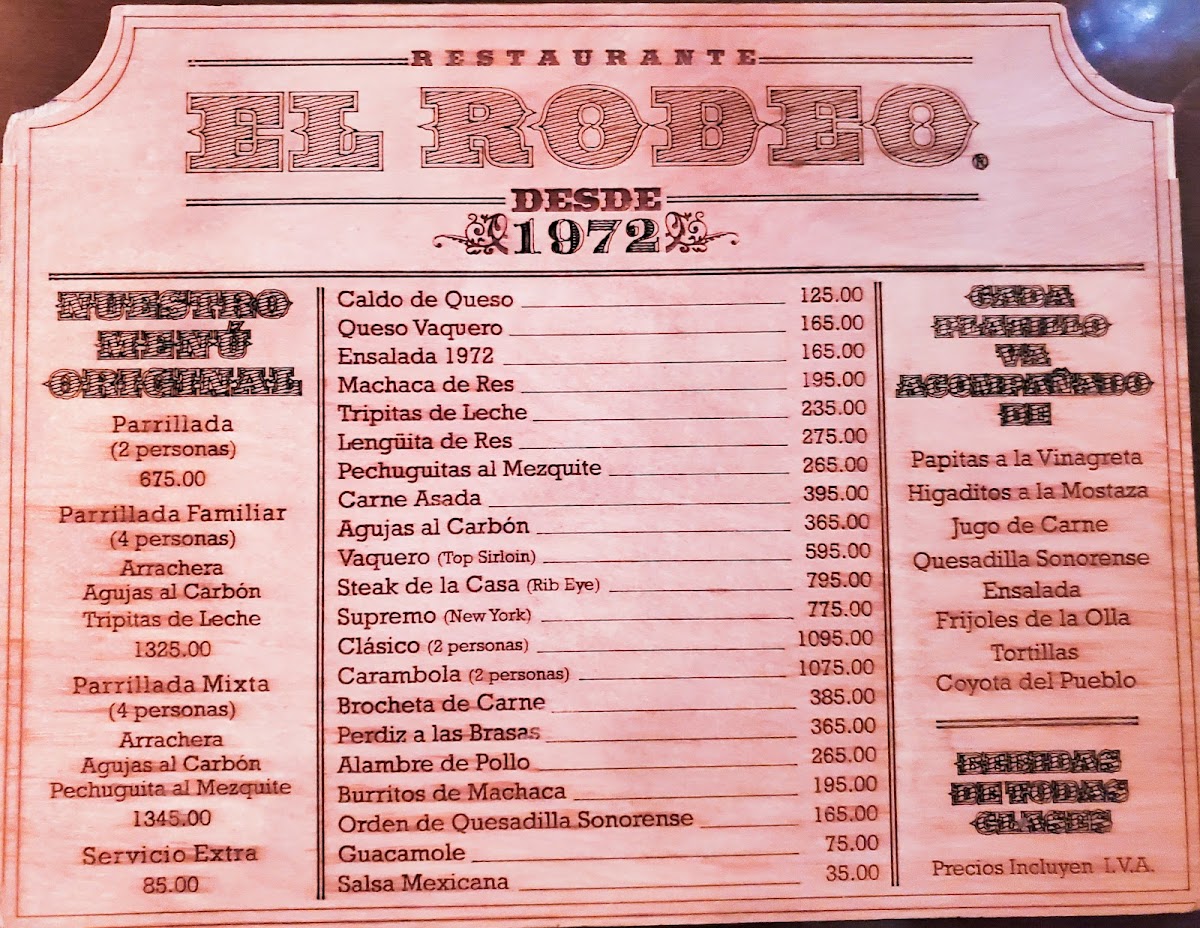 RESTAURANTE
EL RODEO®
DESDE
1972
NUESTRO
MENÚ
ORIGINAL
Parrillada
(2 personas)
675.00
Parrillada Familiar
(4 personas)
Arrachera
Agujas al Carbón
Tripitas de Leche
1325.00
Parrillada Mixta
(4 personas)
Arrachera
Agujas al Carbón
Pechuguita al Mezquite
1345.00
Servicio Extra
85.00
Caldo de Queso 125.00
Queso Vaquero 165.00
Ensalada 1972 165.00
Machaca de Res 195.00
Tripitas de Leche 235.00
Lengüita de Res 275.00
Pechuguitas al Mezquite 265.00
Carne Asada 395.00
Agujas al Carbón 365.00
Vaquero (Top Sirloin) 595.00
Steak de la Casa (Rib Eye) 795.00
Supremo (New York) 775.00
Clásico (2 personas) 1095.00
Carambola (2 personas) 1075.00
Brocheta de Carne 385.00
Perdiz a las Brasas 365.00
Alambre de Pollo 265.00
Burritos de Machaca 195.00
Orden de Quesadilla Sonorense 165.00
Guacamole 75.00
Salsa Mexicana 35.00
CADA
PLATILLO
VA
ACOMPAÑADO
DE
Papitas a la Vinagreta
Higaditos a la Mostaza
Jugo de Carne
Quesadilla Sonorense
Ensalada
Frijoles de la Olla
Tortillas
Coyota del Pueblo
BEBIDAS
DE TODAS
CLASES
Precios Incluyen I.V.A.